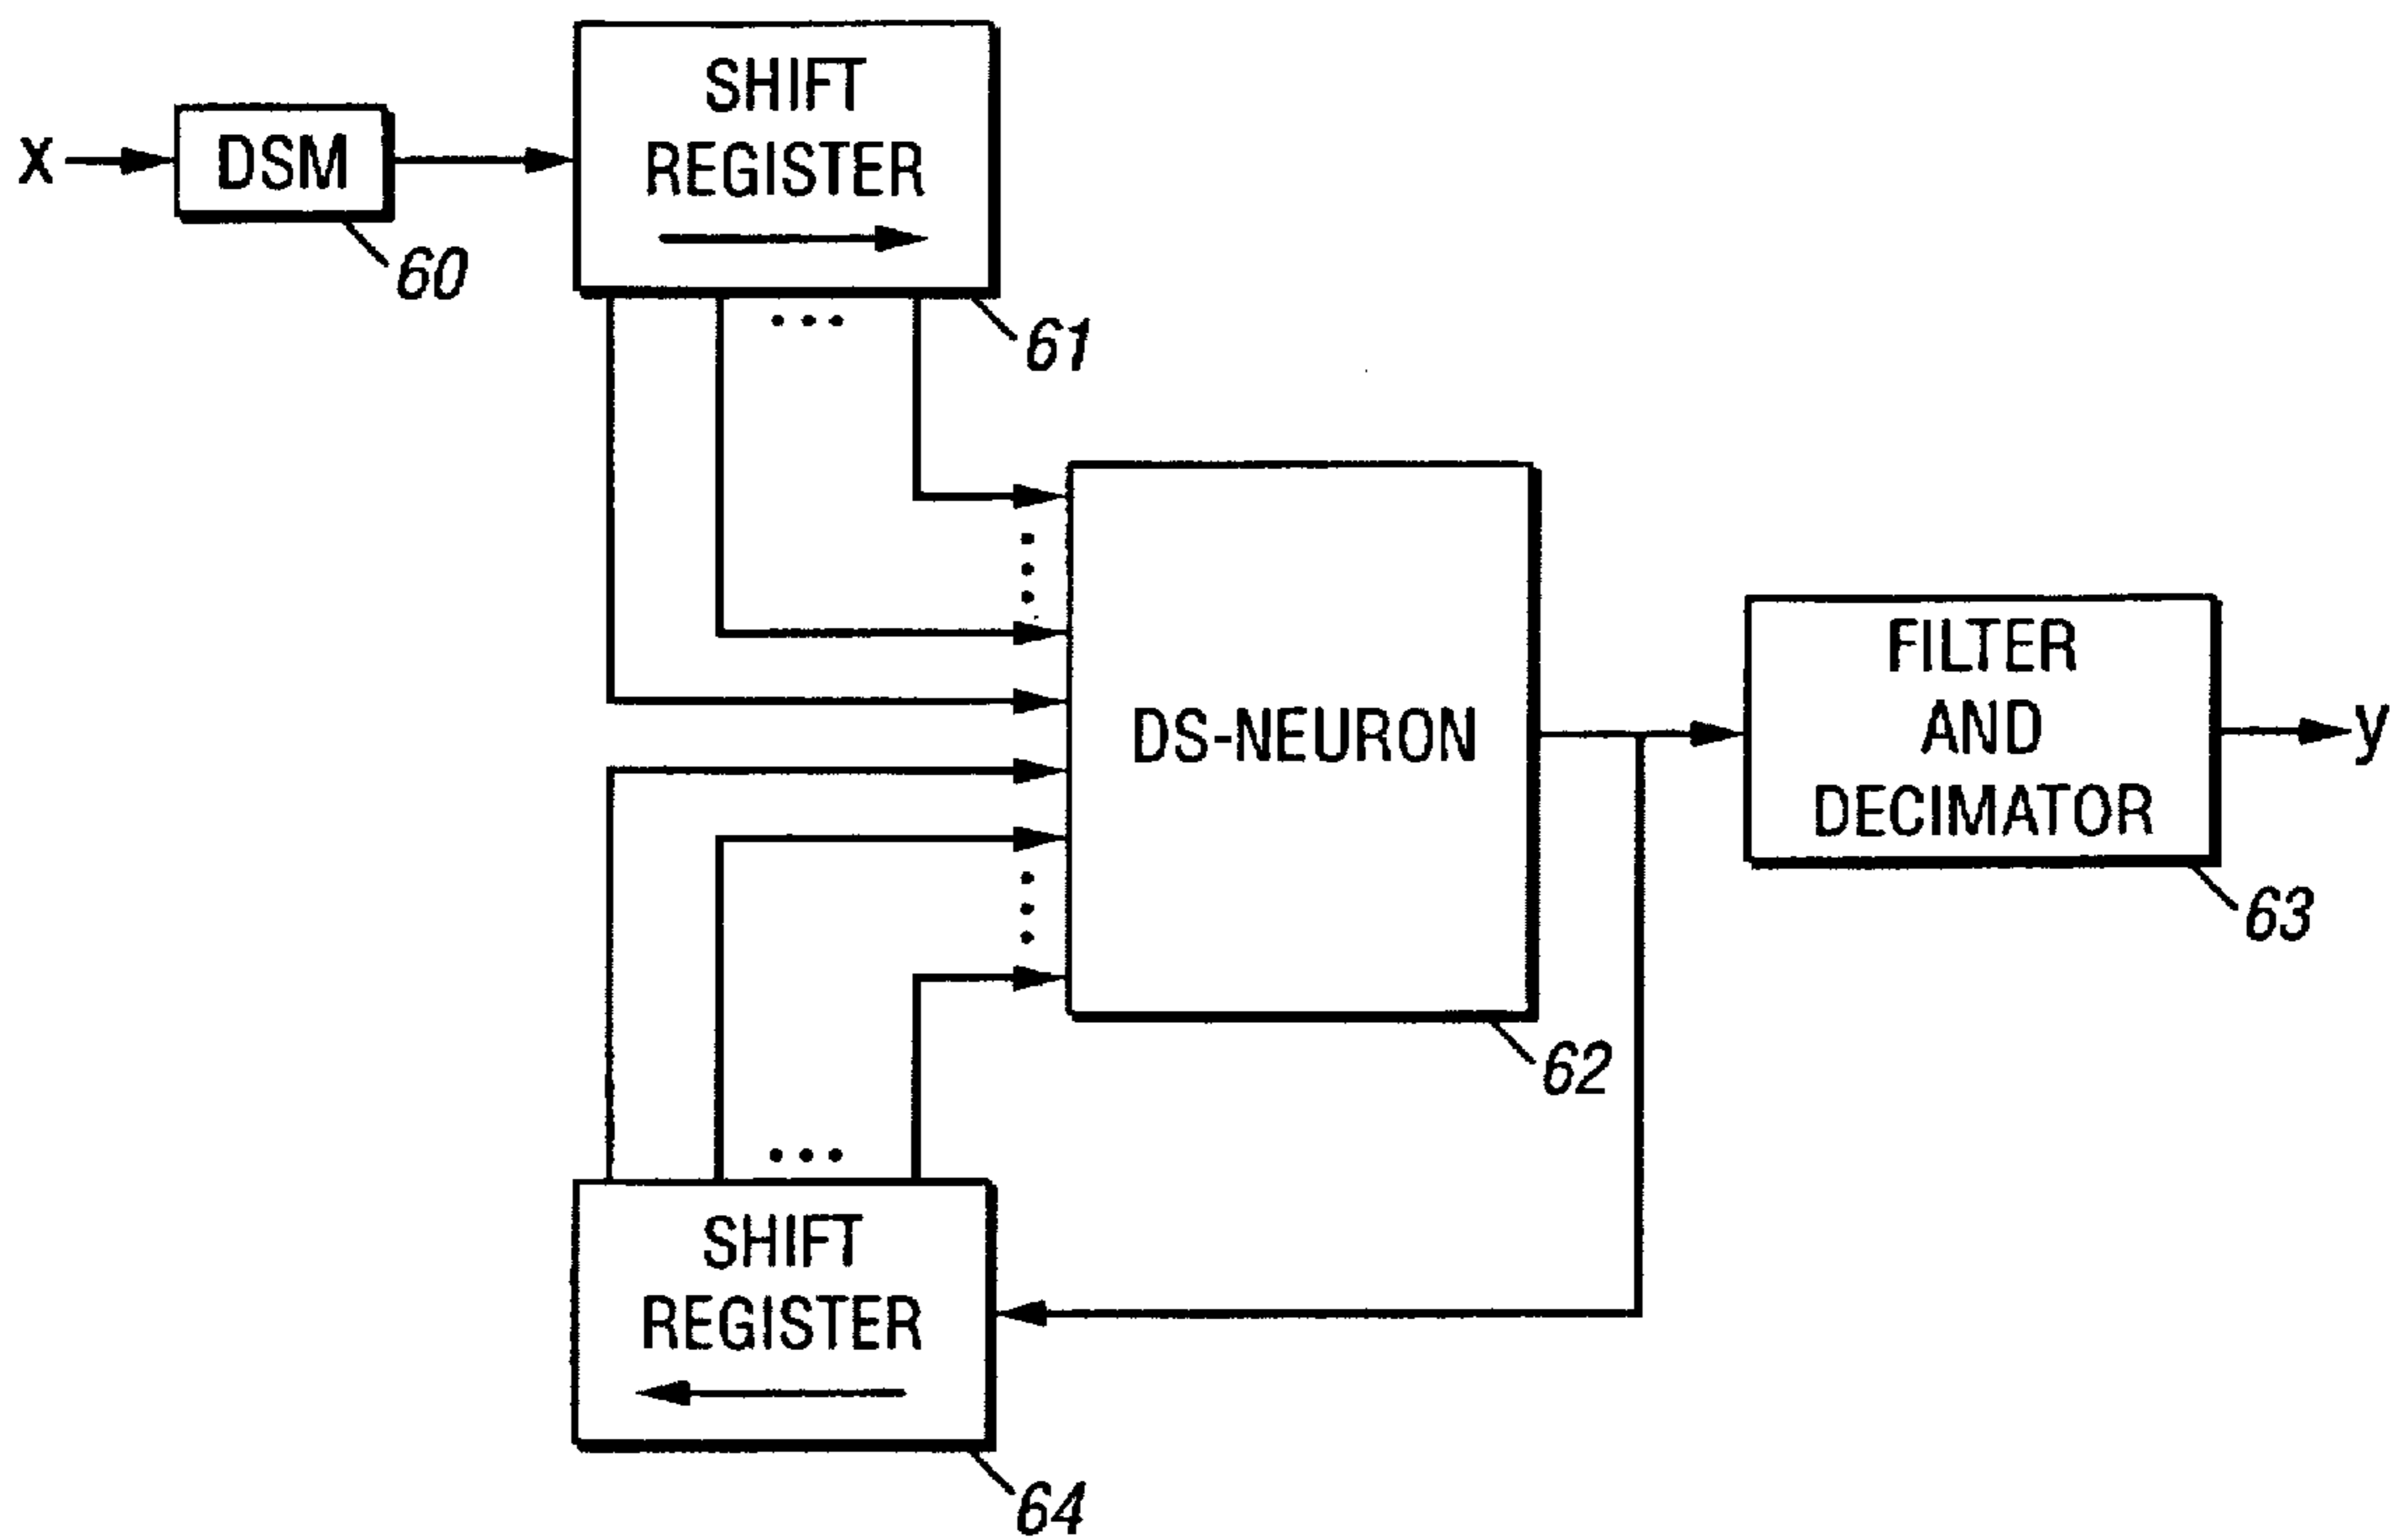 SHIFT
REGISTER
x
DSM
60
61
DS-NEURON
FILTER
AND
DECIMATOR
y
63
62
SHIFT
REGISTER
64